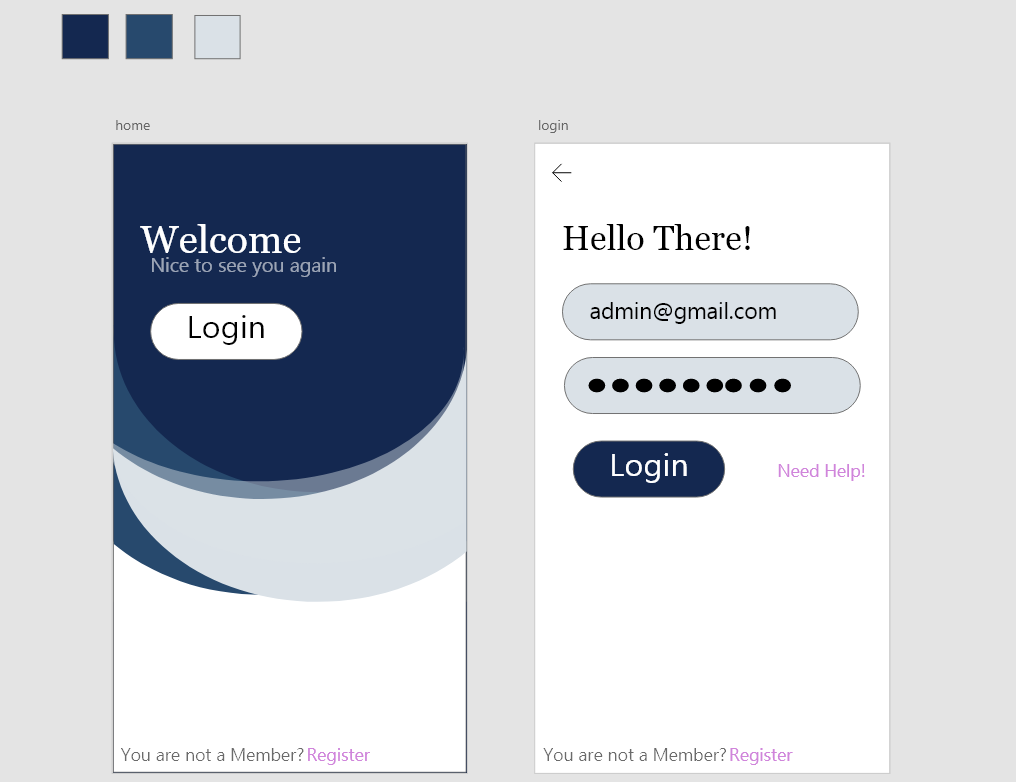 home
Welcome
Nice to see you again
Login
You are not a Member? Register
login
Hello There!
admin@gmail.com
Login
Need Help!
You are not a Member? Register